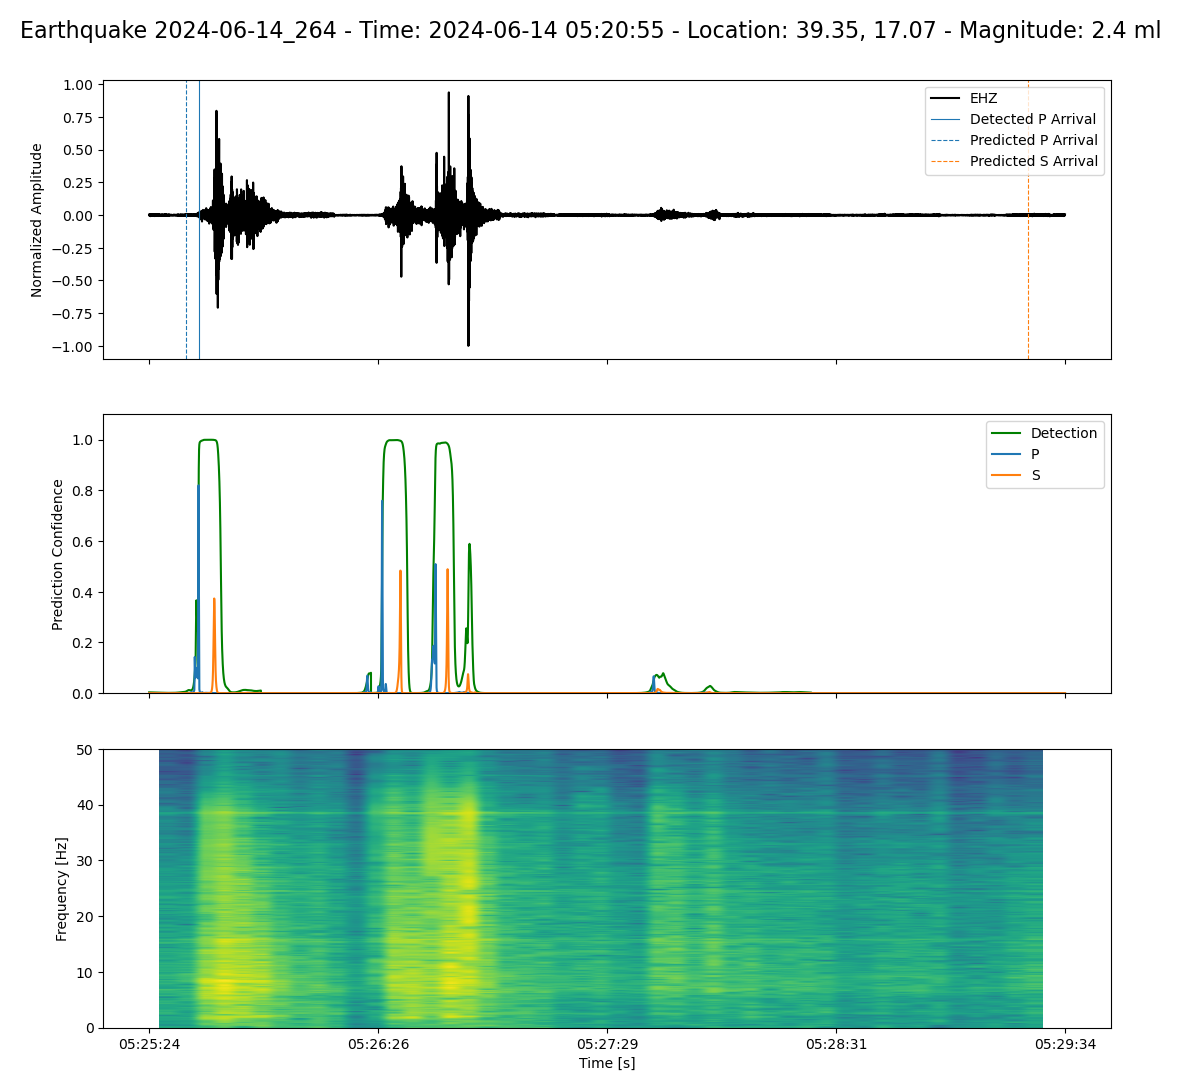 Earthquake 2024-06-14_264 - Time: 2024-06-14 05:20:55 - Location: 39.35, 17.07 - Magnitude: 2.4 ml
Normalized Amplitude
1.00
0.75
0.50
0.25
0.00
−0.25
−0.50
−0.75
−1.00
EHZ
Detected P Arrival
Predicted P Arrival
Predicted S Arrival
Prediction Confidence
1.0
0.8
0.6
0.4
0.2
0.0
Detection
P
S
Frequency [Hz]
50
40
30
20
10
0
05:25:24 05:26:26 05:27:29 05:28:31 05:29:34
Time [s]